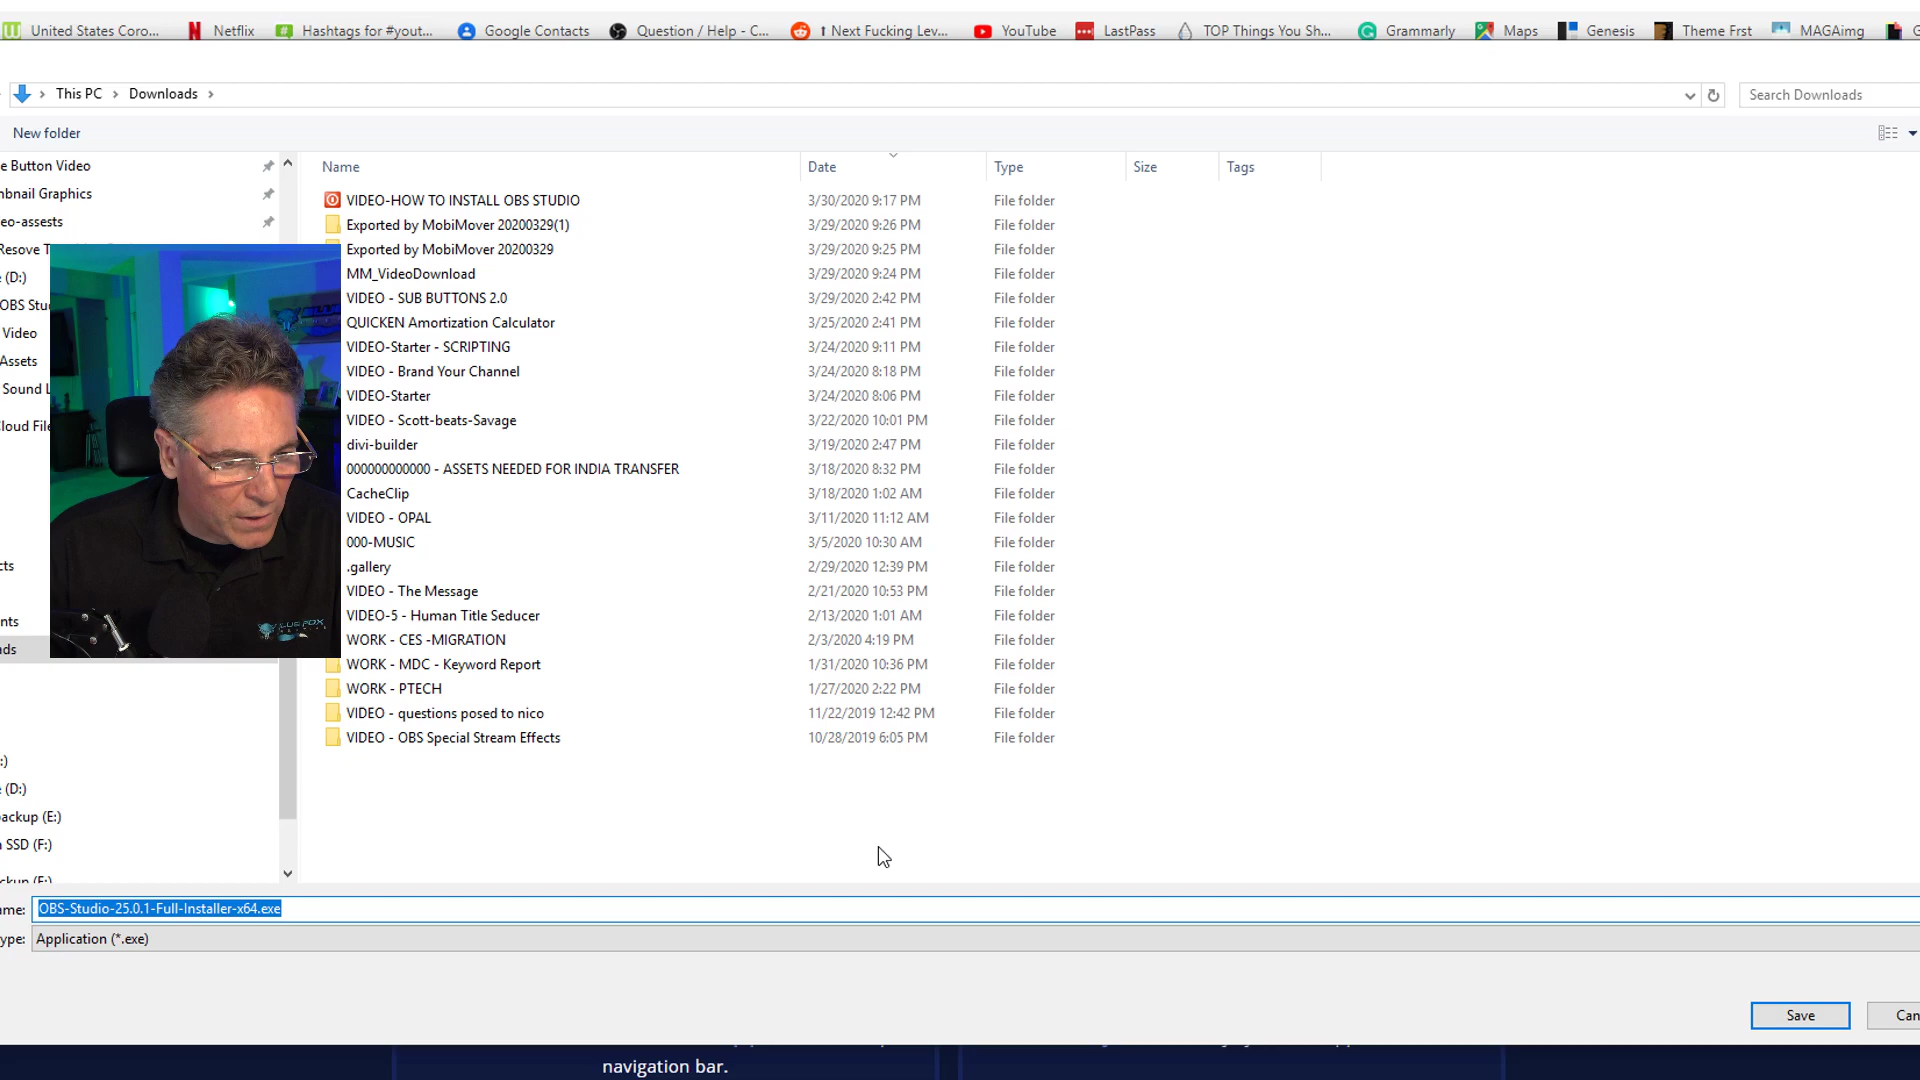 United States Coro... Netflix Hashtags for #yout... Google Contacts Question / Help - C... ↑ Next Fucking Lev... YouTube LastPass TOP Things You Sh... Grammarly Maps Genesis Theme Frst MAGAimg G
This PC > Downloads > Search Downloads
New folder
Name Date Type Size Tags
e Button Video
nbnail Graphics
eo-assests
Resove T
e (D:)
OBS Stu
Video
Assets
Sound L
loud File
cts
nts
ads
:)
e (D:)
backup (E:)
n SSD (F:)
ckup (E:)
VIDEO-HOW TO INSTALL OBS STUDIO 3/30/2020 9:17 PM File folder
Exported by MobiMover 20200329(1) 3/29/2020 9:26 PM File folder
Exported by MobiMover 20200329 3/29/2020 9:25 PM File folder
MM_VideoDownload 3/29/2020 9:24 PM File folder
VIDEO - SUB BUTTONS 2.0 3/29/2020 2:42 PM File folder
QUICKEN Amortization Calculator 3/25/2020 2:41 PM File folder
VIDEO-Starter - SCRIPTING 3/24/2020 9:11 PM File folder
VIDEO - Brand Your Channel 3/24/2020 8:18 PM File folder
VIDEO-Starter 3/24/2020 8:06 PM File folder
VIDEO - Scott-beats-Savage 3/22/2020 10:01 PM File folder
divi-builder 3/19/2020 2:47 PM File folder
000000000000 - ASSETS NEEDED FOR INDIA TRANSFER 3/18/2020 8:32 PM File folder
CacheClip 3/18/2020 1:02 AM File folder
VIDEO - OPAL 3/11/2020 11:12 AM File folder
000-MUSIC 3/5/2020 10:30 AM File folder
.gallery 2/29/2020 12:39 PM File folder
VIDEO - The Message 2/21/2020 10:53 PM File folder
VIDEO-5 - Human Title Seducer 2/13/2020 1:01 AM File folder
WORK - CES -MIGRATION 2/3/2020 4:19 PM File folder
WORK - MDC - Keyword Report 1/31/2020 10:36 PM File folder
WORK - PTECH 1/27/2020 2:22 PM File folder
VIDEO - questions posed to nico 11/22/2019 12:42 PM File folder
VIDEO - OBS Special Stream Effects 10/28/2019 6:05 PM File folder
ame: OBS-Studio-25.0.1-Full-Installer-x64.exe
ype: Application (*.exe)
Save Can
navigation bar.